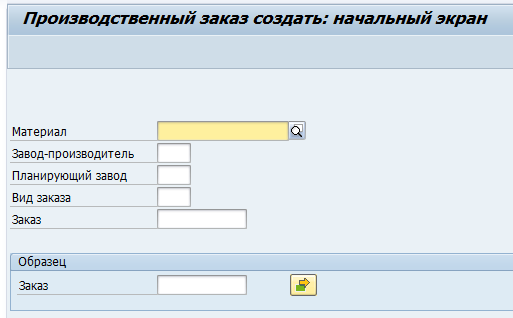 Производственный заказ создать: начальный экран
Материал
Завод-производитель
Планирующий завод
Вид заказа
Заказ
Образец
Заказ